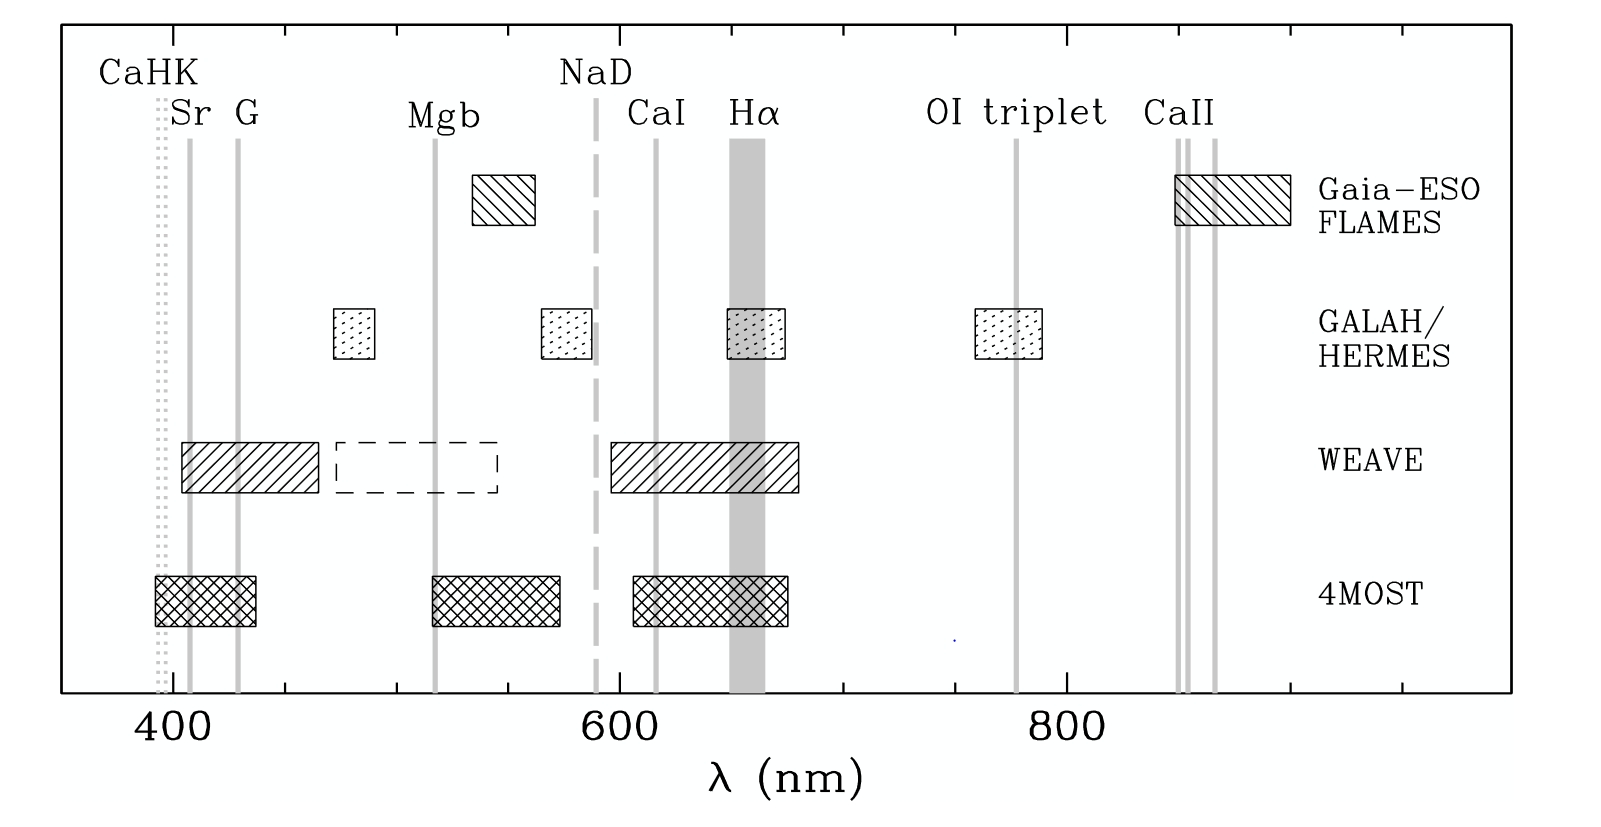 CaHK
NaD
Sr G
Mgb
CaI
Hα
OI triplet
CaII
Gaia-ESO
FLAMES
GALAH/
HERMES
WEAVE
4MOST
400
600
800
λ (nm)